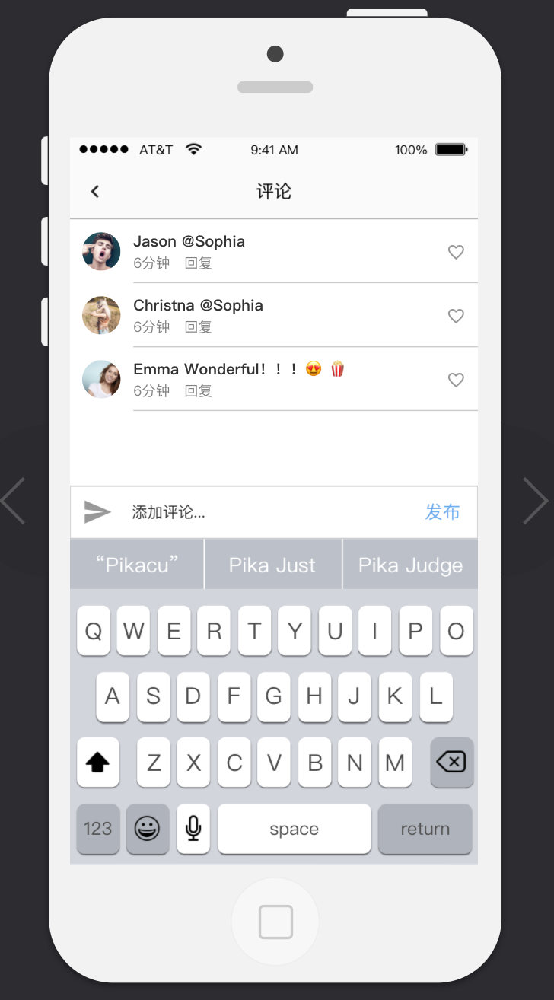 AT&T 9:41 AM 100%
评论
Jason @Sophia
6分钟 回复
Christna @Sophia
6分钟 回复
Emma Wonderful！！！😍 🍿
6分钟 回复
添加评论... 发布
“Pikacu” Pika Just Pika Judge
Q W E R T Y U I P O
A S D F G H J K L
Z X C V B N M
123 space return